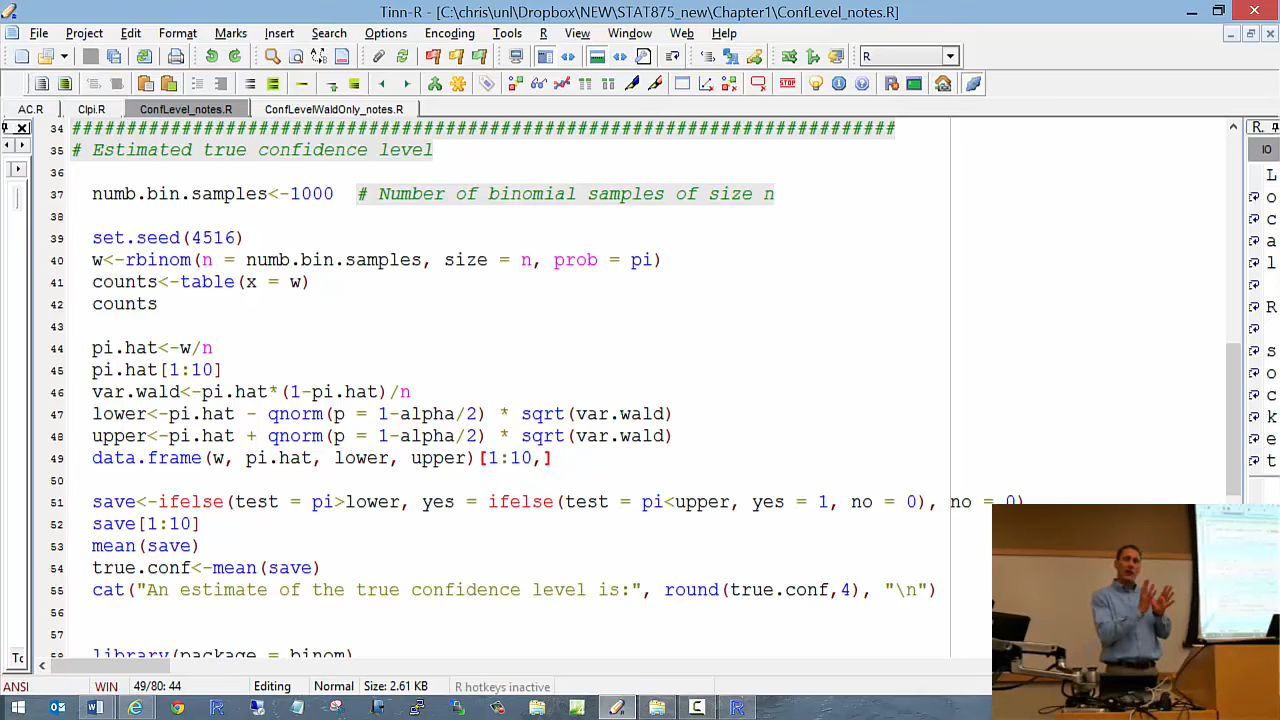 Tinn-R - [C:\chris\unl\Dropbox\NEW\STAT875_new\Chapter1\ConfLevel_notes.R]
File Project Edit Format Marks Insert Search Options Encoding Tools R View Window Web Help
R
AC.R CIpi.R ConfLevel_notes.R ConfLevelWaldOnly_notes.R
34 ###########################################################################
35 # Estimated true confidence level
36
37 numb.bin.samples<-1000 # Number of binomial samples of size n
38
39 set.seed(4516)
40 w<-rbinom(n = numb.bin.samples, size = n, prob = pi)
41 counts<-table(x = w)
42 counts
43
44 pi.hat<-w/n
45 pi.hat[1:10]
46 var.wald<-pi.hat*(1-pi.hat)/n
47 lower<-pi.hat - qnorm(p = 1-alpha/2) * sqrt(var.wald)
48 upper<-pi.hat + qnorm(p = 1-alpha/2) * sqrt(var.wald)
49 data.frame(w, pi.hat, lower, upper)[1:10,]
50
51 save<-ifelse(test = pi>lower, yes = ifelse(test = pi<upper, yes = 1, no = 0), no = 0)
52 save[1:10]
53 mean(save)
54 true.conf<-mean(save)
55 cat("An estimate of the true confidence level is:", round(true.conf,4), "\n")
56
57
58 library(package = binom)
R.
IO
L
o
c
a
l
R
s
o
c
k
e
t
Tc
ANSI WIN 49/80: 44 Editing Normal Size: 2.61 KB R hotkeys inactive